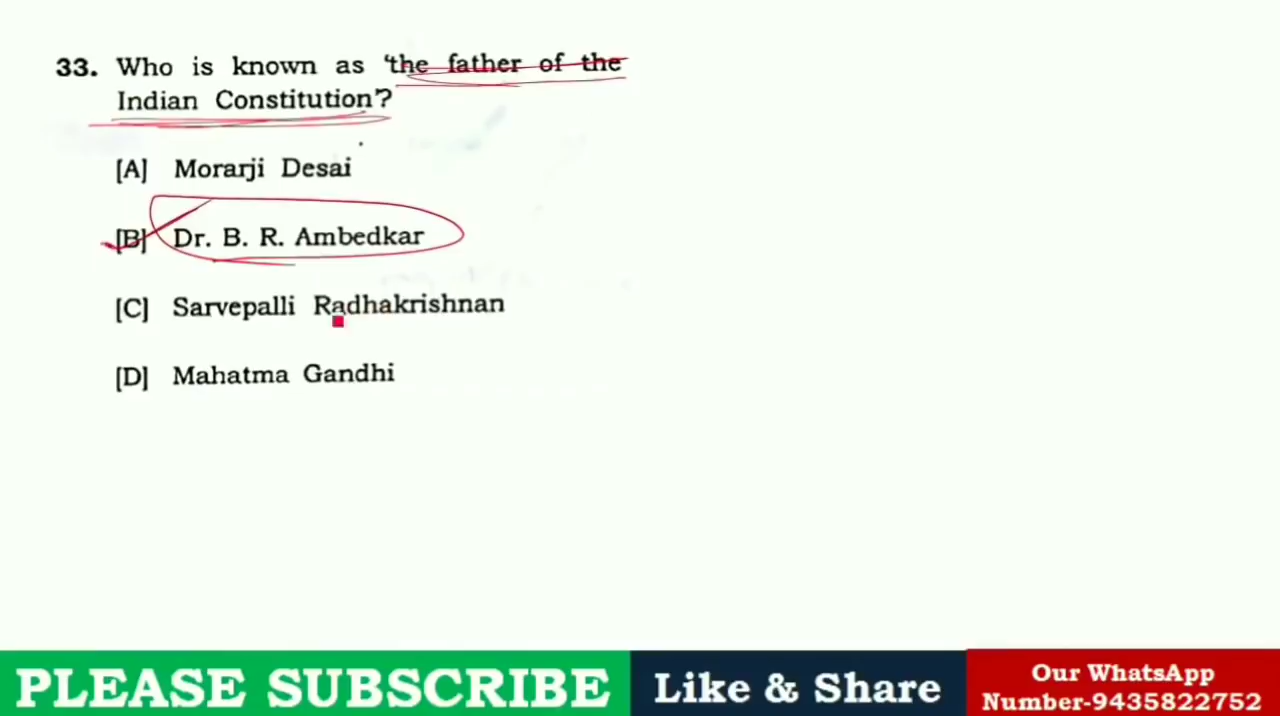 33. Who is known as 'the father of the
Indian Constitution'?
[A] Morarji Desai
[B] Dr. B. R. Ambedkar
[C] Sarvepalli Radhakrishnan
[D] Mahatma Gandhi
PLEASE SUBSCRIBE
Like & Share
Our WhatsApp
Number-9435822752